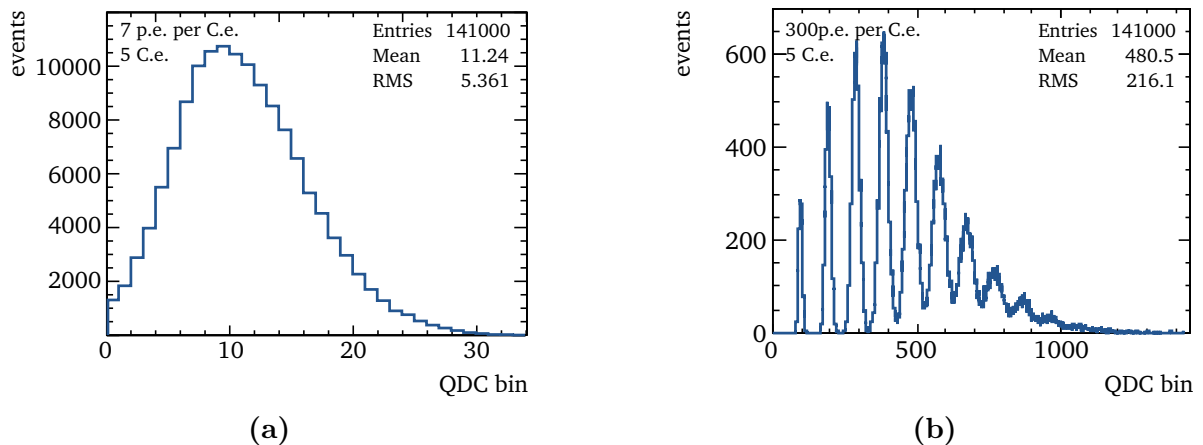 events
7 p.e. per C.e.
5 C.e.
Entries 141000
Mean 11.24
RMS 5.361
10000
8000
6000
4000
2000
0 10 20 30
QDC bin
(a)
events
300p.e. per C.e.
5 C.e.
Entries 141000
Mean 480.5
RMS 216.1
600
400
200
0
0 500 1000
QDC bin
(b)